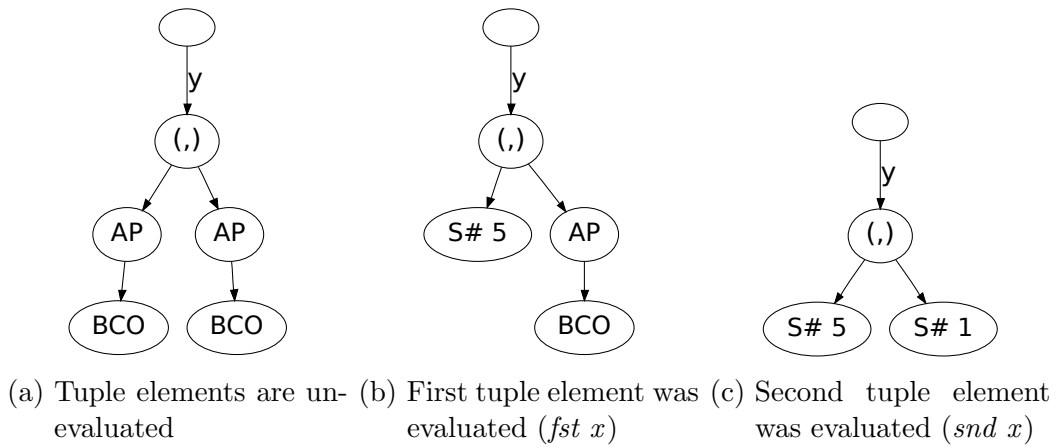 y
(,)
AP
AP
BCO
BCO
(a) Tuple elements are un-
evaluated
y
(,)
S# 5
AP
BCO
(b) First tuple element was
evaluated (fst x)
y
(,)
S# 5
S# 1
(c) Second tuple element
was evaluated (snd x)